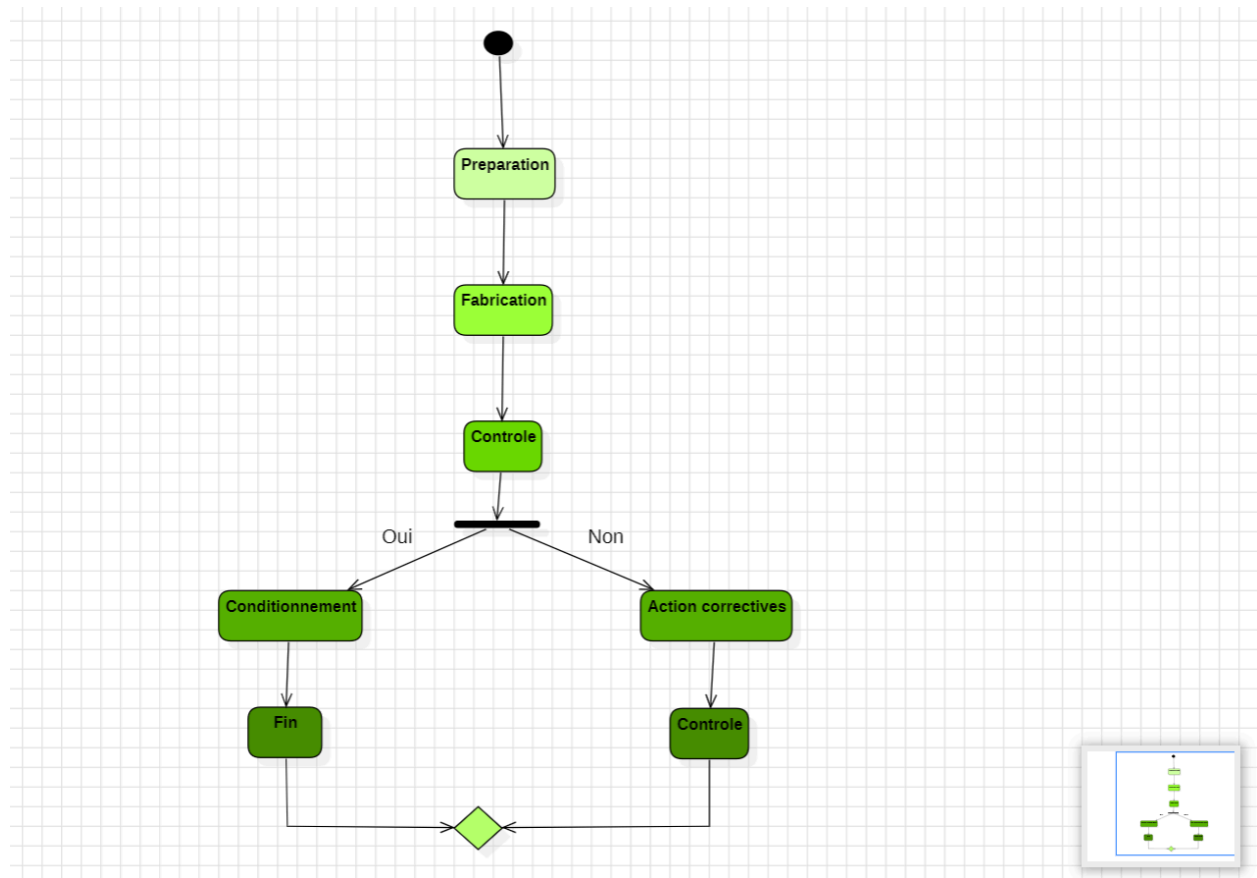 Preparation
Fabrication
Controle
Oui
Non
Conditionnement
Action correctives
Fin
Controle